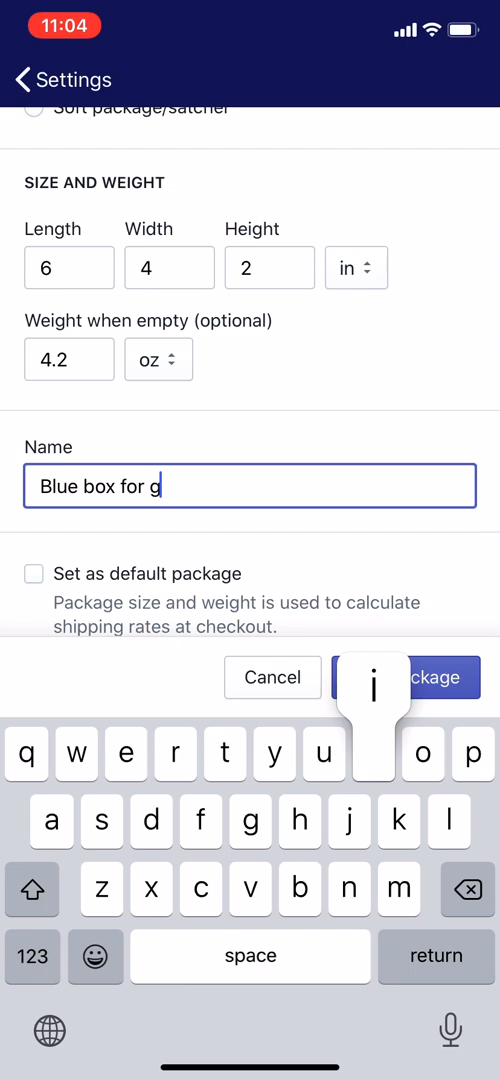 11:04
Settings
Soft package/satchel
SIZE AND WEIGHT
Length Width Height
6 4 2 in
Weight when empty (optional)
4.2 oz
Name
Blue box for g
Set as default package
Package size and weight is used to calculate
shipping rates at checkout.
Cancel ckage
i
q w e r t y u o p
a s d f g h j k l
z x c v b n m
123 space return